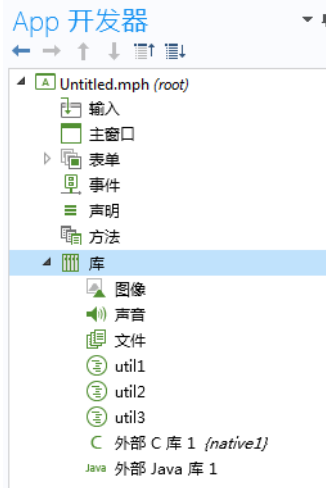 App 开发器
Untitled.mph (root)
输入
主窗口
表单
事件
声明
方法
库
图像
声音
文件
util1
util2
util3
C 外部 C 库 1 {native1}
Java 外部 Java 库 1